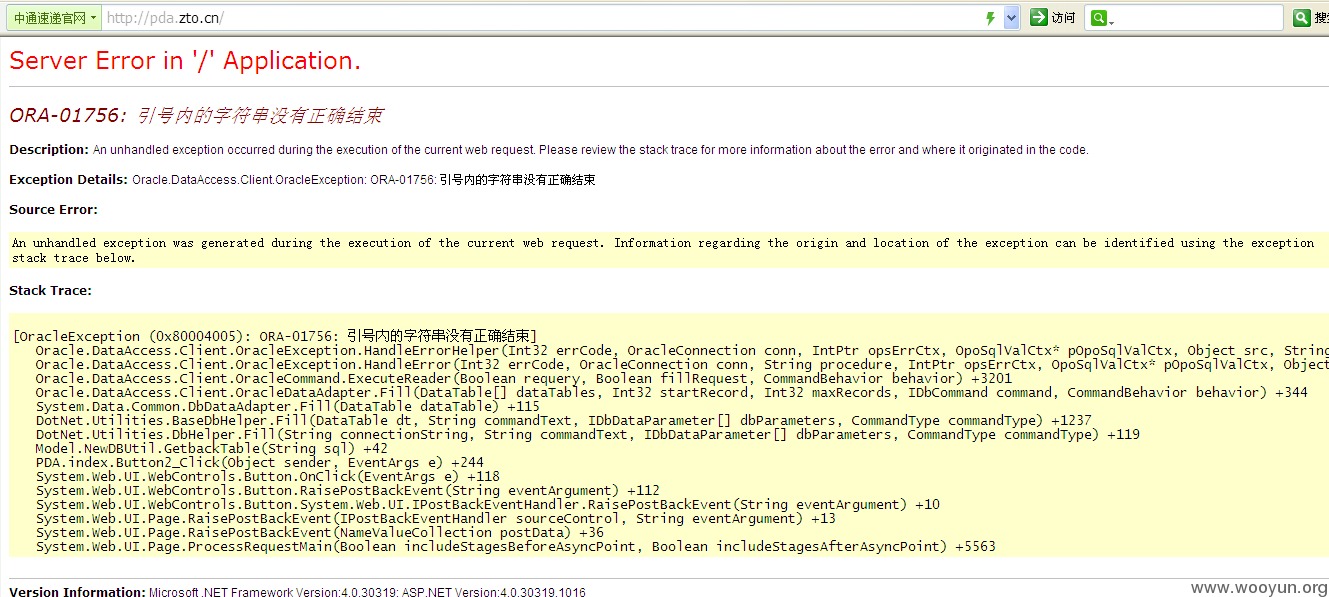 中通速递官网 http://pda.zto.cn/ 访问
Server Error in '/' Application.
ORA-01756: 引号内的字符串没有正确结束
Description: An unhandled exception occurred during the execution of the current web request. Please review the stack trace for more information about the error and where it originated in the code.
Exception Details: Oracle.DataAccess.Client.OracleException: ORA-01756: 引号内的字符串没有正确结束
Source Error:
An unhandled exception was generated during the execution of the current web request. Information regarding the origin and location of the exception can be identified using the exception
stack trace below.
Stack Trace:
[OracleException (0x80004005): ORA-01756: 引号内的字符串没有正确结束]
Oracle.DataAccess.Client.OracleException.HandleErrorHelper(Int32 errCode, OracleConnection conn, IntPtr opsErrCtx, OpoSqlValCtx* pOpoSqlValCtx, Object src, String
Oracle.DataAccess.Client.OracleException.HandleError(Int32 errCode, OracleConnection conn, String procedure, IntPtr opsErrCtx, OpoSqlValCtx* pOpoSqlValCtx, Object
Oracle.DataAccess.Client.OracleCommand.ExecuteReader(Boolean requery, Boolean fillRequest, CommandBehavior behavior) +3201
Oracle.DataAccess.Client.OracleDataAdapter.Fill(DataTable[] dataTables, Int32 startRecord, Int32 maxRecords, IDbCommand command, CommandBehavior behavior) +344
System.Data.Common.DbDataAdapter.Fill(DataTable dataTable) +115
DotNet.Utilities.BaseDbHelper.Fill(DataTable dt, String commandText, IDbDataParameter[] dbParameters, CommandType commandType) +1237
DotNet.Utilities.DbHelper.Fill(String connectionString, String commandText, IDbDataParameter[] dbParameters, CommandType commandType) +119
Model.NewDBUtil.GetbackTable(String sql) +42
PDA.index.Button2_Click(Object sender, EventArgs e) +244
System.Web.UI.WebControls.Button.OnClick(EventArgs e) +118
System.Web.UI.WebControls.Button.RaisePostBackEvent(String eventArgument) +112
System.Web.UI.WebControls.Button.System.Web.UI.IPostBackEventHandler.RaisePostBackEvent(String eventArgument) +10
System.Web.UI.Page.RaisePostBackEvent(IPostBackEventHandler sourceControl, String eventArgument) +13
System.Web.UI.Page.RaisePostBackEvent(NameValueCollection postData) +36
System.Web.UI.Page.ProcessRequestMain(Boolean includeStagesBeforeAsyncPoint, Boolean includeStagesAfterAsyncPoint) +5563
Version Information: Microsoft .NET Framework Version:4.0.30319; ASP.NET Version:4.0.30319.1016
www.wooyun.org